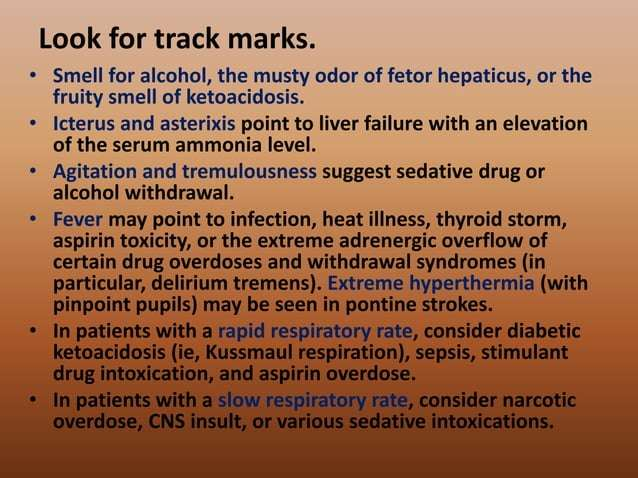 Look for track marks.
• Smell for alcohol, the musty odor of fetor hepaticus, or the
fruity smell of ketoacidosis.
• Icterus and asterixis point to liver failure with an elevation
of the serum ammonia level.
• Agitation and tremulousness suggest sedative drug or
alcohol withdrawal.
• Fever may point to infection, heat illness, thyroid storm,
aspirin toxicity, or the extreme adrenergic overflow of
certain drug overdoses and withdrawal syndromes (in
particular, delirium tremens). Extreme hyperthermia (with
pinpoint pupils) may be seen in pontine strokes.
• In patients with a rapid respiratory rate, consider diabetic
ketoacidosis (ie, Kussmaul respiration), sepsis, stimulant
drug intoxication, and aspirin overdose.
• In patients with a slow respiratory rate, consider narcotic
overdose, CNS insult, or various sedative intoxications.